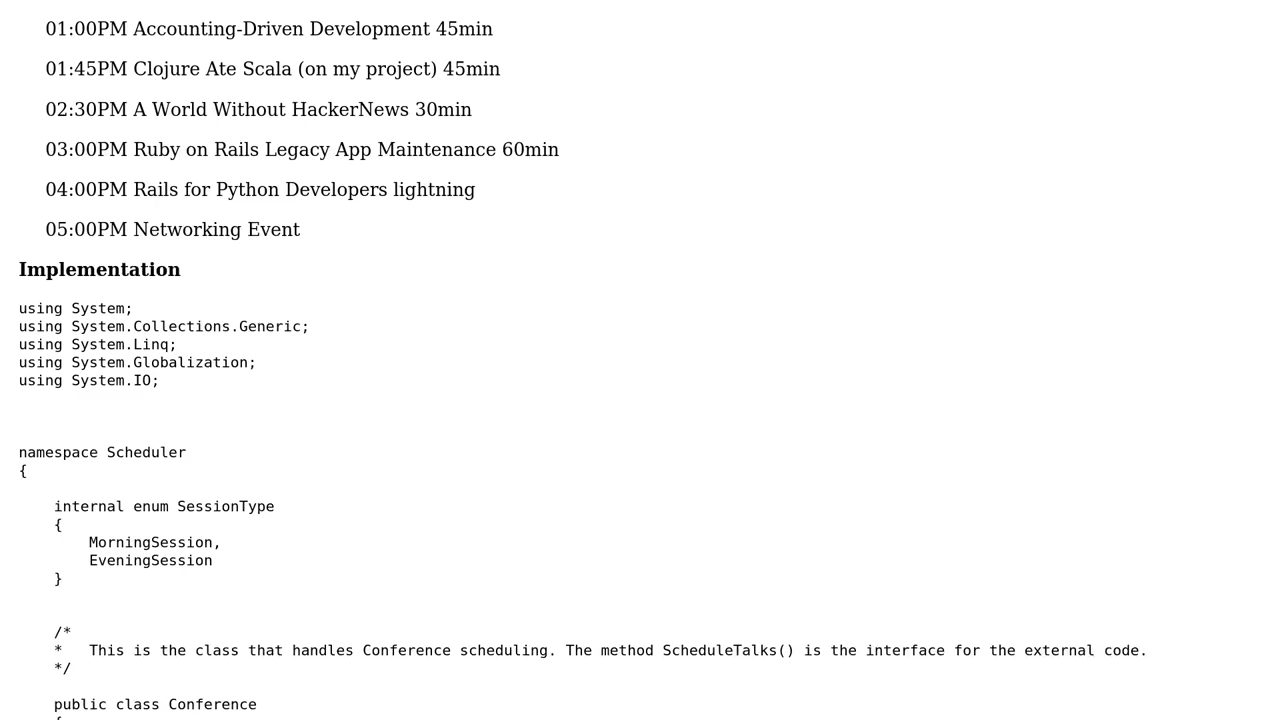 01:00PM Accounting-Driven Development 45min
01:45PM Clojure Ate Scala (on my project) 45min
02:30PM A World Without HackerNews 30min
03:00PM Ruby on Rails Legacy App Maintenance 60min
04:00PM Rails for Python Developers lightning
05:00PM Networking Event
Implementation
using System;
using System.Collections.Generic;
using System.Linq;
using System.Globalization;
using System.IO;
namespace Scheduler
{
    internal enum SessionType
    {
        MorningSession,
        EveningSession
    }
    /*
    *   This is the class that handles Conference scheduling. The method ScheduleTalks() is the interface for the external code.
    */
    public class Conference
    {